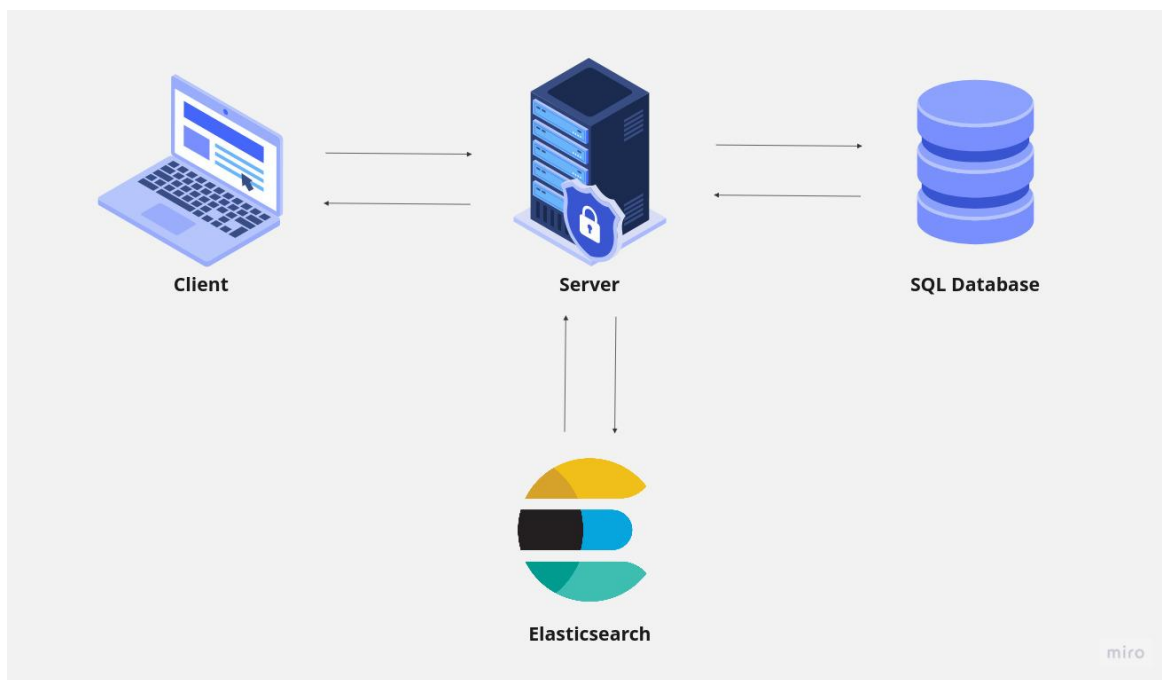 Client
Server
SQL Database
Elasticsearch
miro